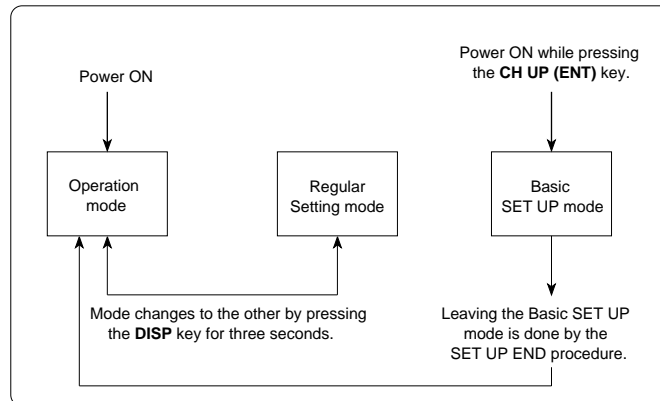 Power ON
Power ON while pressing
the CH UP (ENT) key.
Operation
mode
Regular
Setting mode
Basic
SET UP mode
Mode changes to the other by pressing
the DISP key for three seconds.
Leaving the Basic SET UP
mode is done by the
SET UP END procedure.